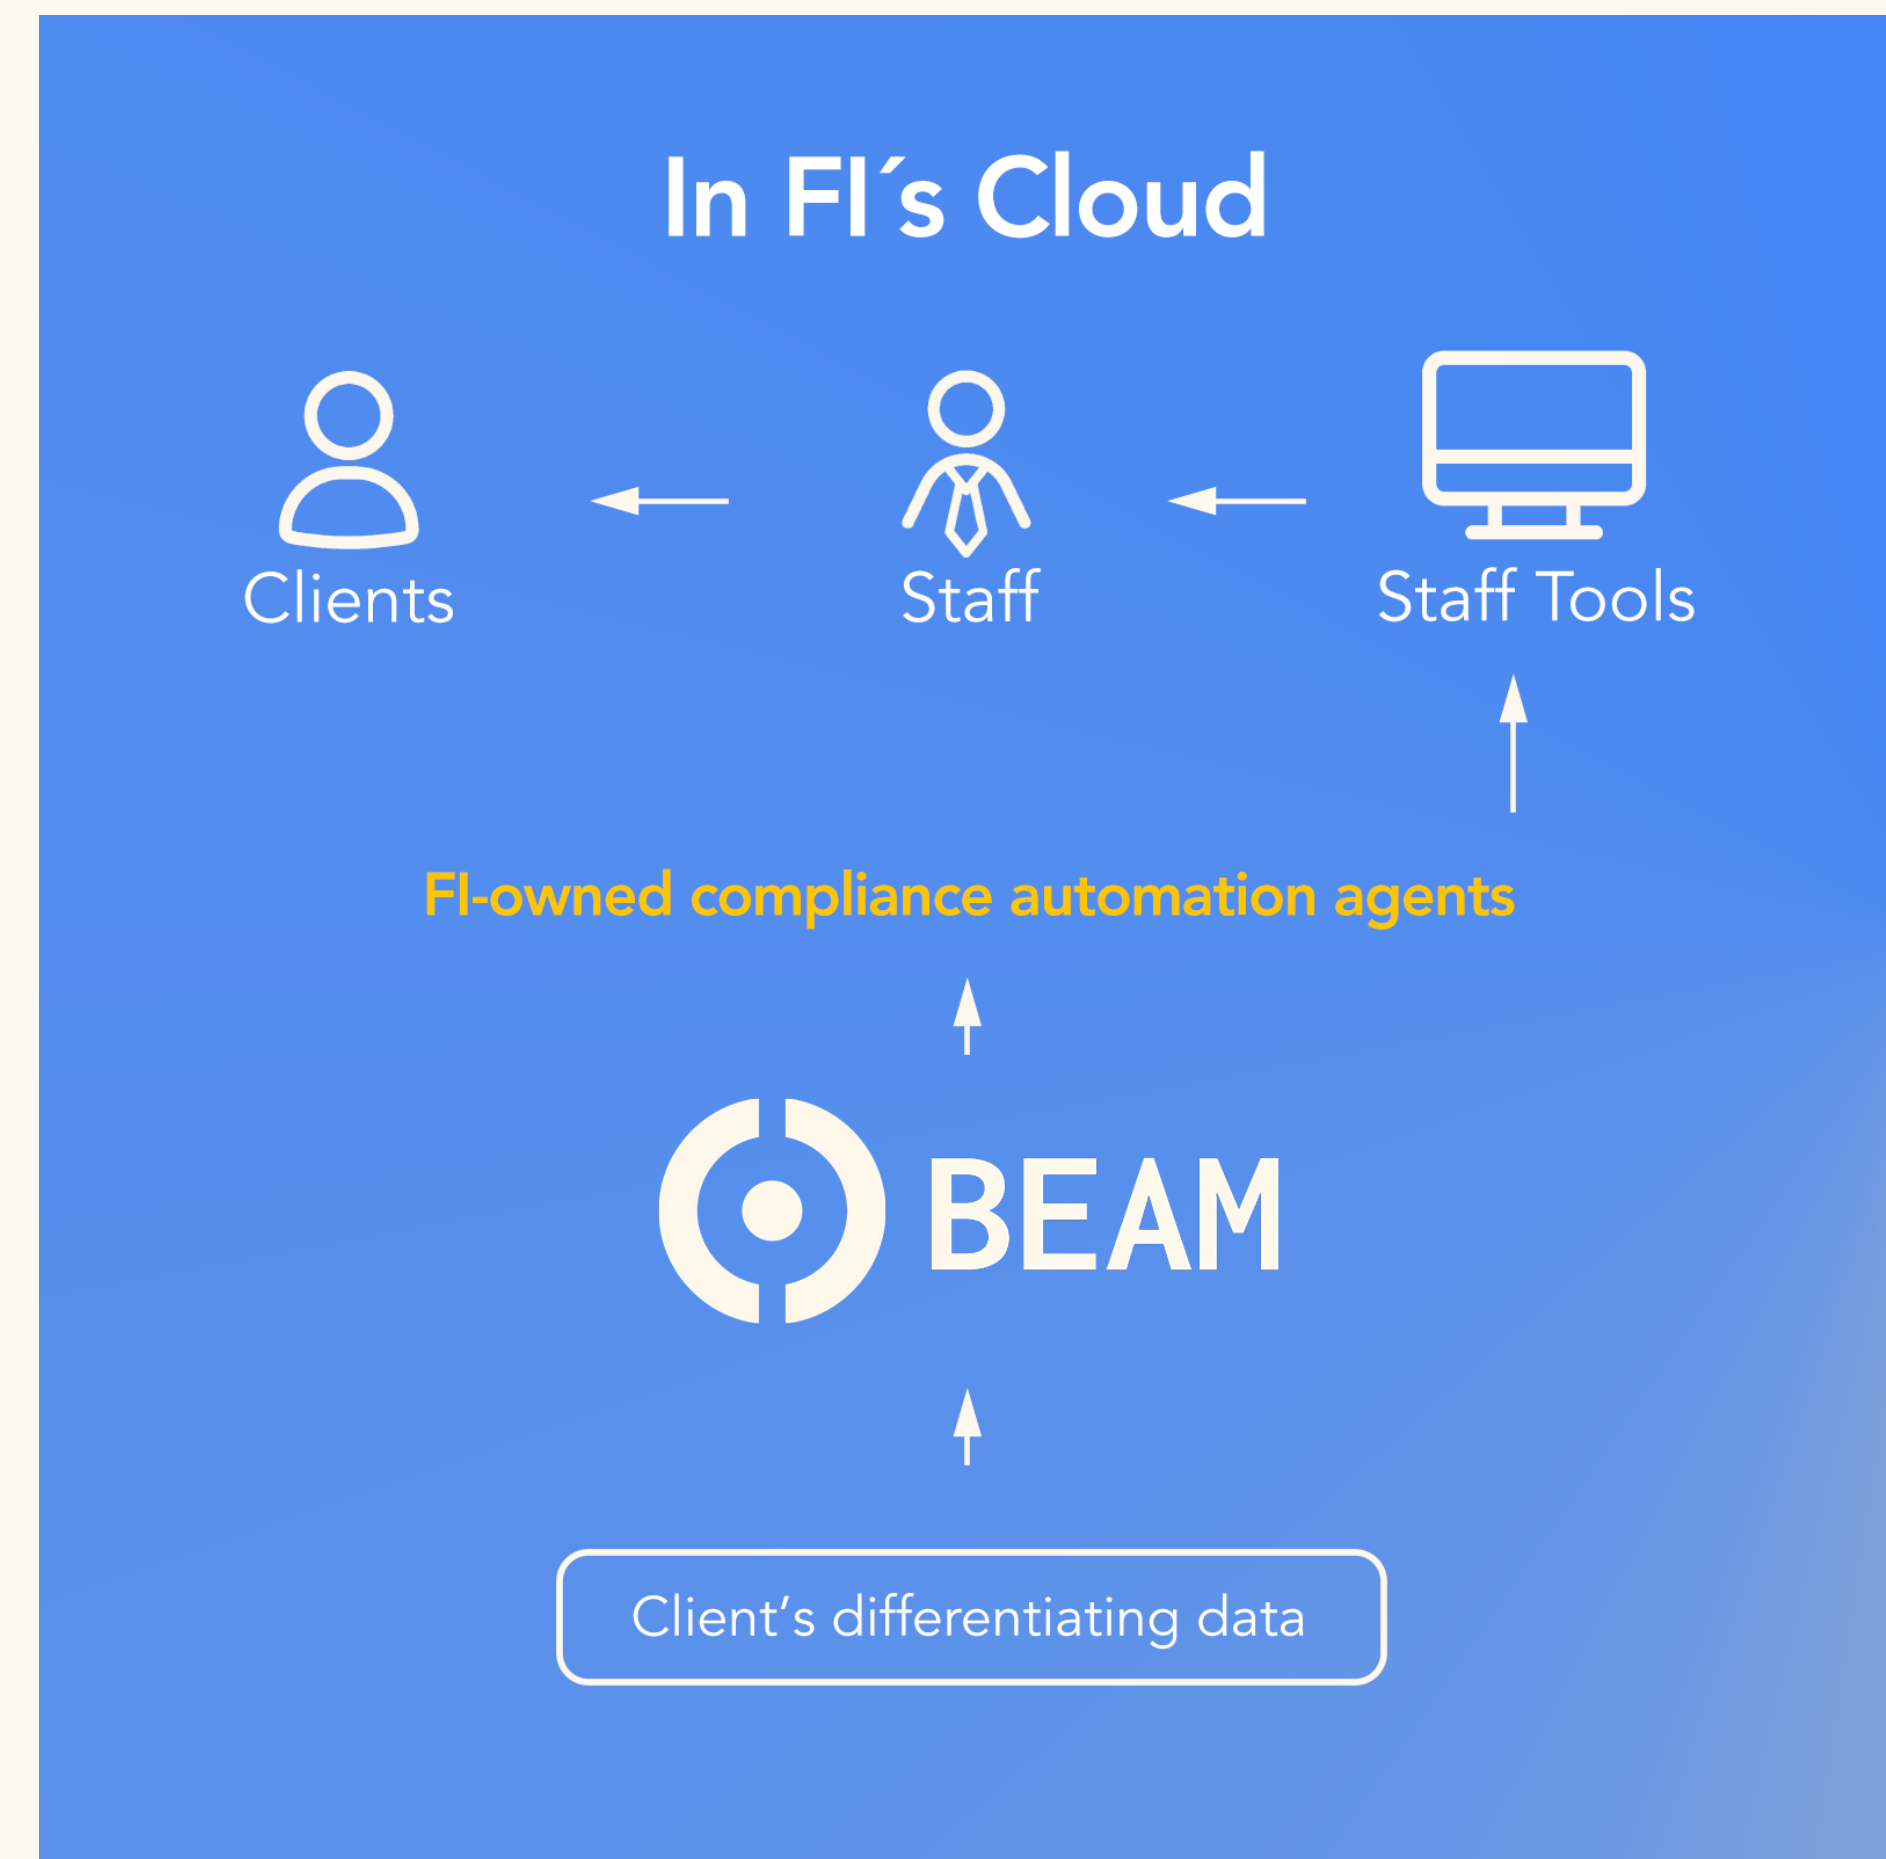 In FI´s Cloud
Clients
Staff
Staff Tools
FI-owned compliance automation agents
BEAM
Client’s differentiating data